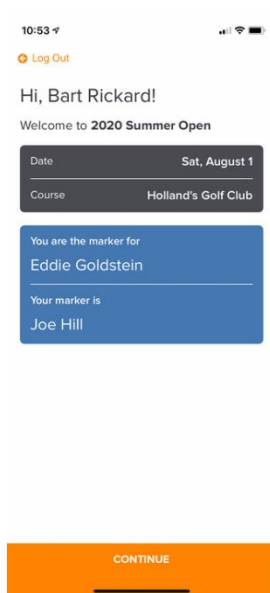 10:53
Log Out
Hi, Bart Rickard!
Welcome to 2020 Summer Open
Date Sat, August 1
Course Holland's Golf Club
You are the marker for
Eddie Goldstein
Your marker is
Joe Hill
CONTINUE